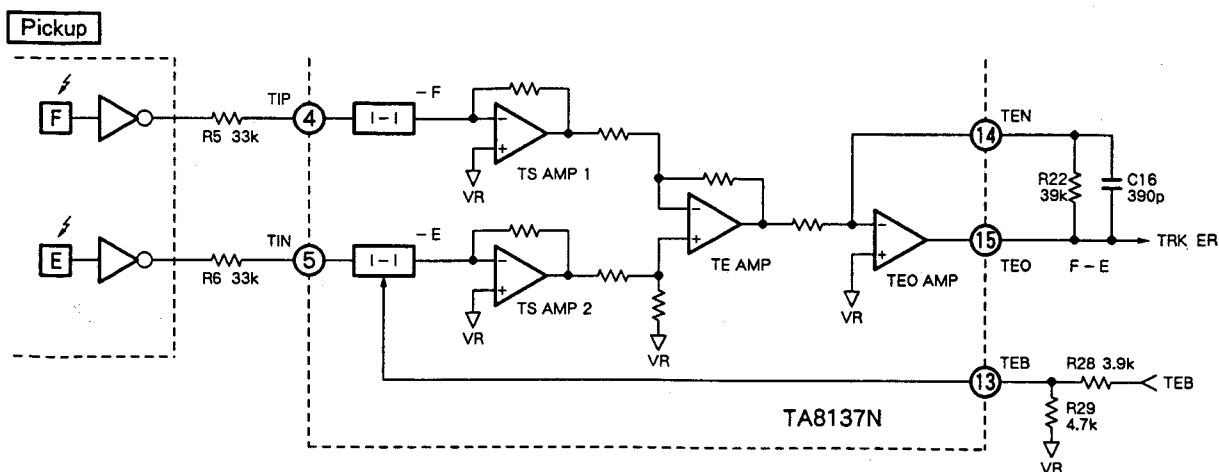 Pickup
F
R5 33k
TIP
4
I-I
-F
TS AMP 1
VR
E
R6 33k
TIN
5
I-I
-E
TS AMP 2
VR
TE AMP
VR
TEO AMP
VR
14
TEN
R22
39k
C16
390p
15
TEO
F-E
TRK ER
13
TEB
R28 3.9k
TEB
R29
4.7k
VR
TA8137N